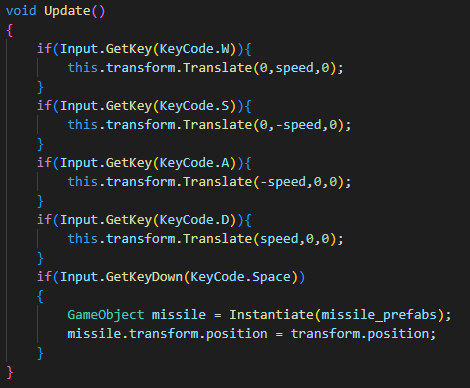 void Update()
{
    if(Input.GetKey(KeyCode.W)){
        this.transform.Translate(0,speed,0);
    }
    if(Input.GetKey(KeyCode.S)){
        this.transform.Translate(0,-speed,0);
    }
    if(Input.GetKey(KeyCode.A)){
        this.transform.Translate(-speed,0,0);
    }
    if(Input.GetKey(KeyCode.D)){
        this.transform.Translate(speed,0,0);
    }
    if(Input.GetKeyDown(KeyCode.Space))
    {
        GameObject missile = Instantiate(missile_prefabs);
        missile.transform.position = transform.position;
    }
}